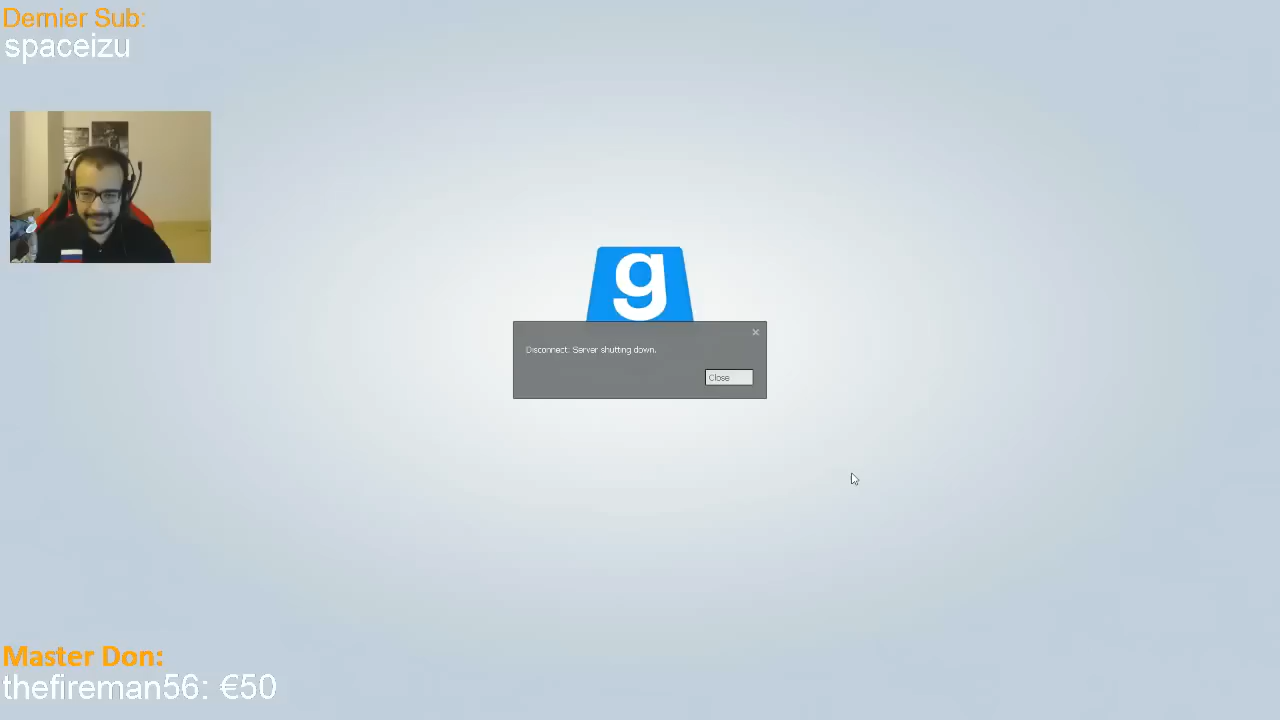 Dernier Sub:
spaceizu
g
Disconnect: Server shutting down.
Close
Master Don:
thefireman56: €50